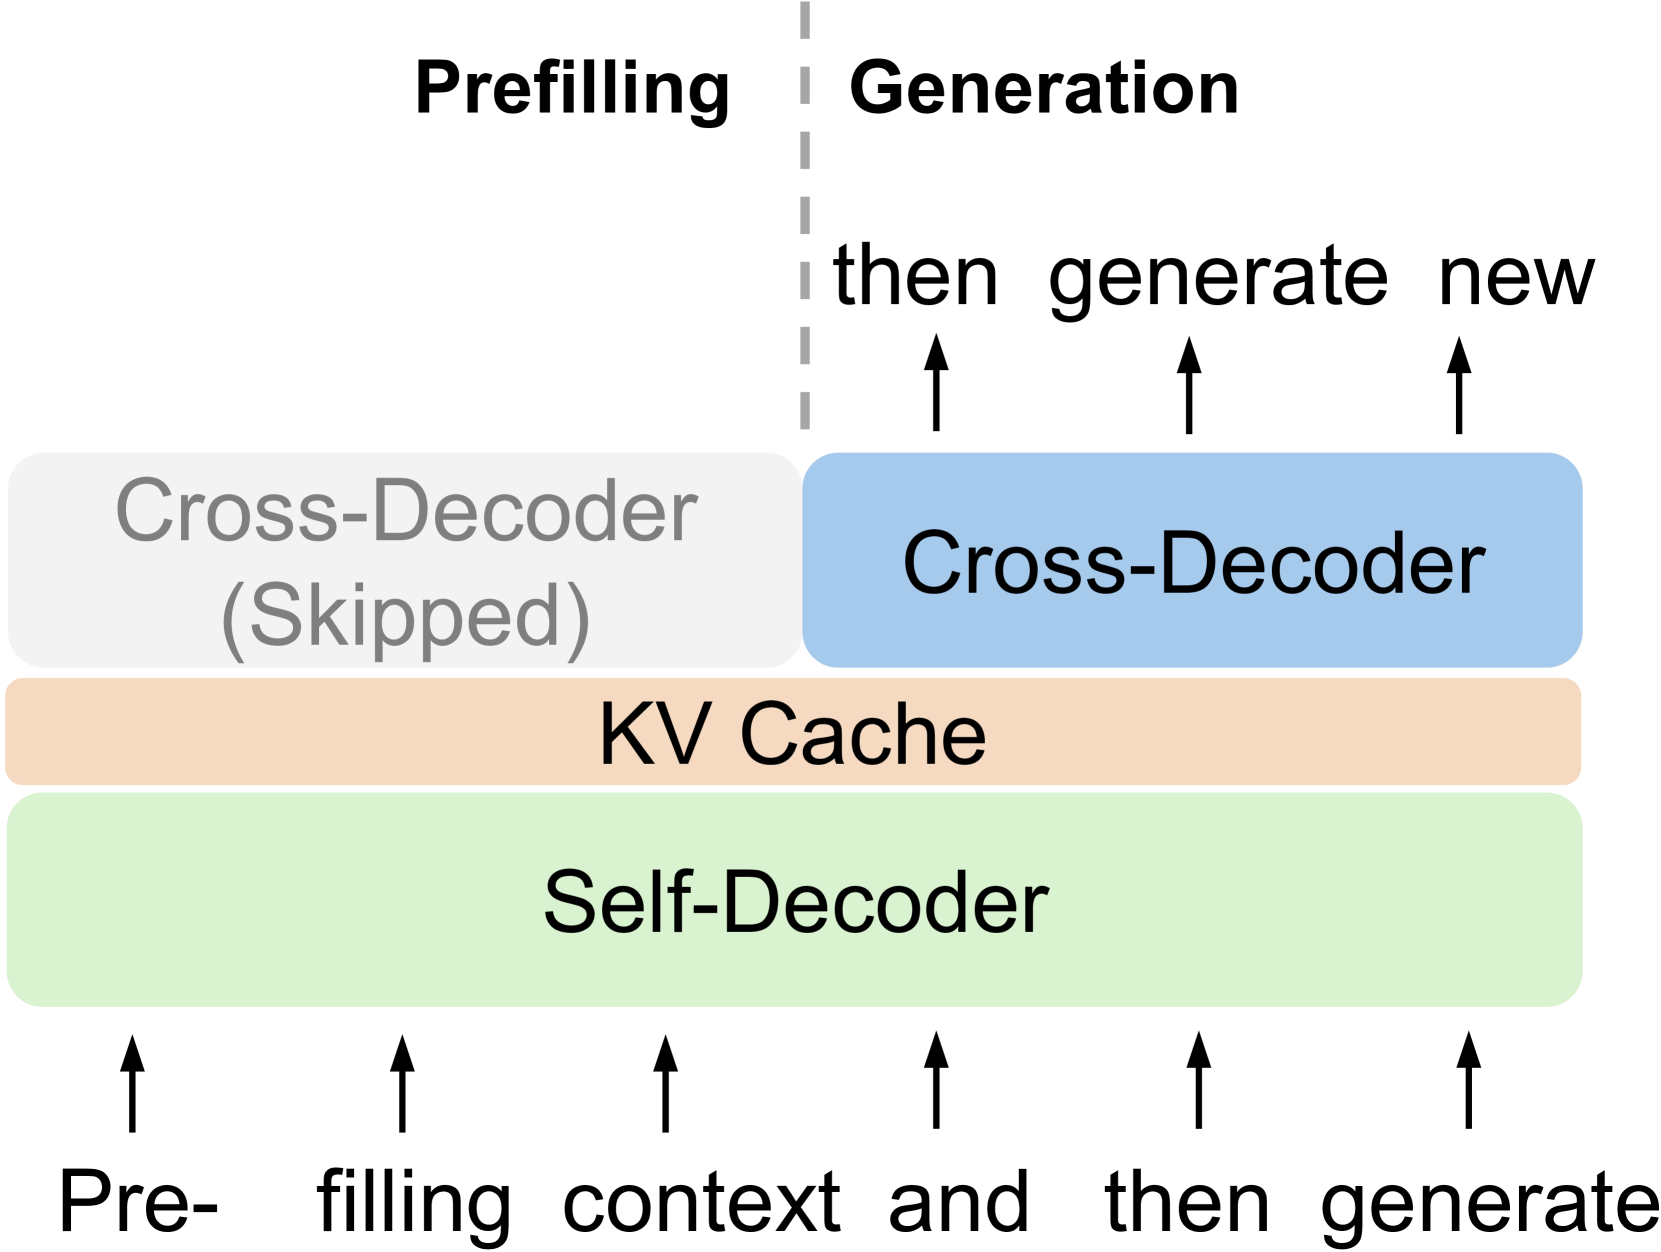 Prefilling Generation
then generate new
Cross-Decoder
(Skipped)
Cross-Decoder
KV Cache
Self-Decoder
Pre- filling context and then generate